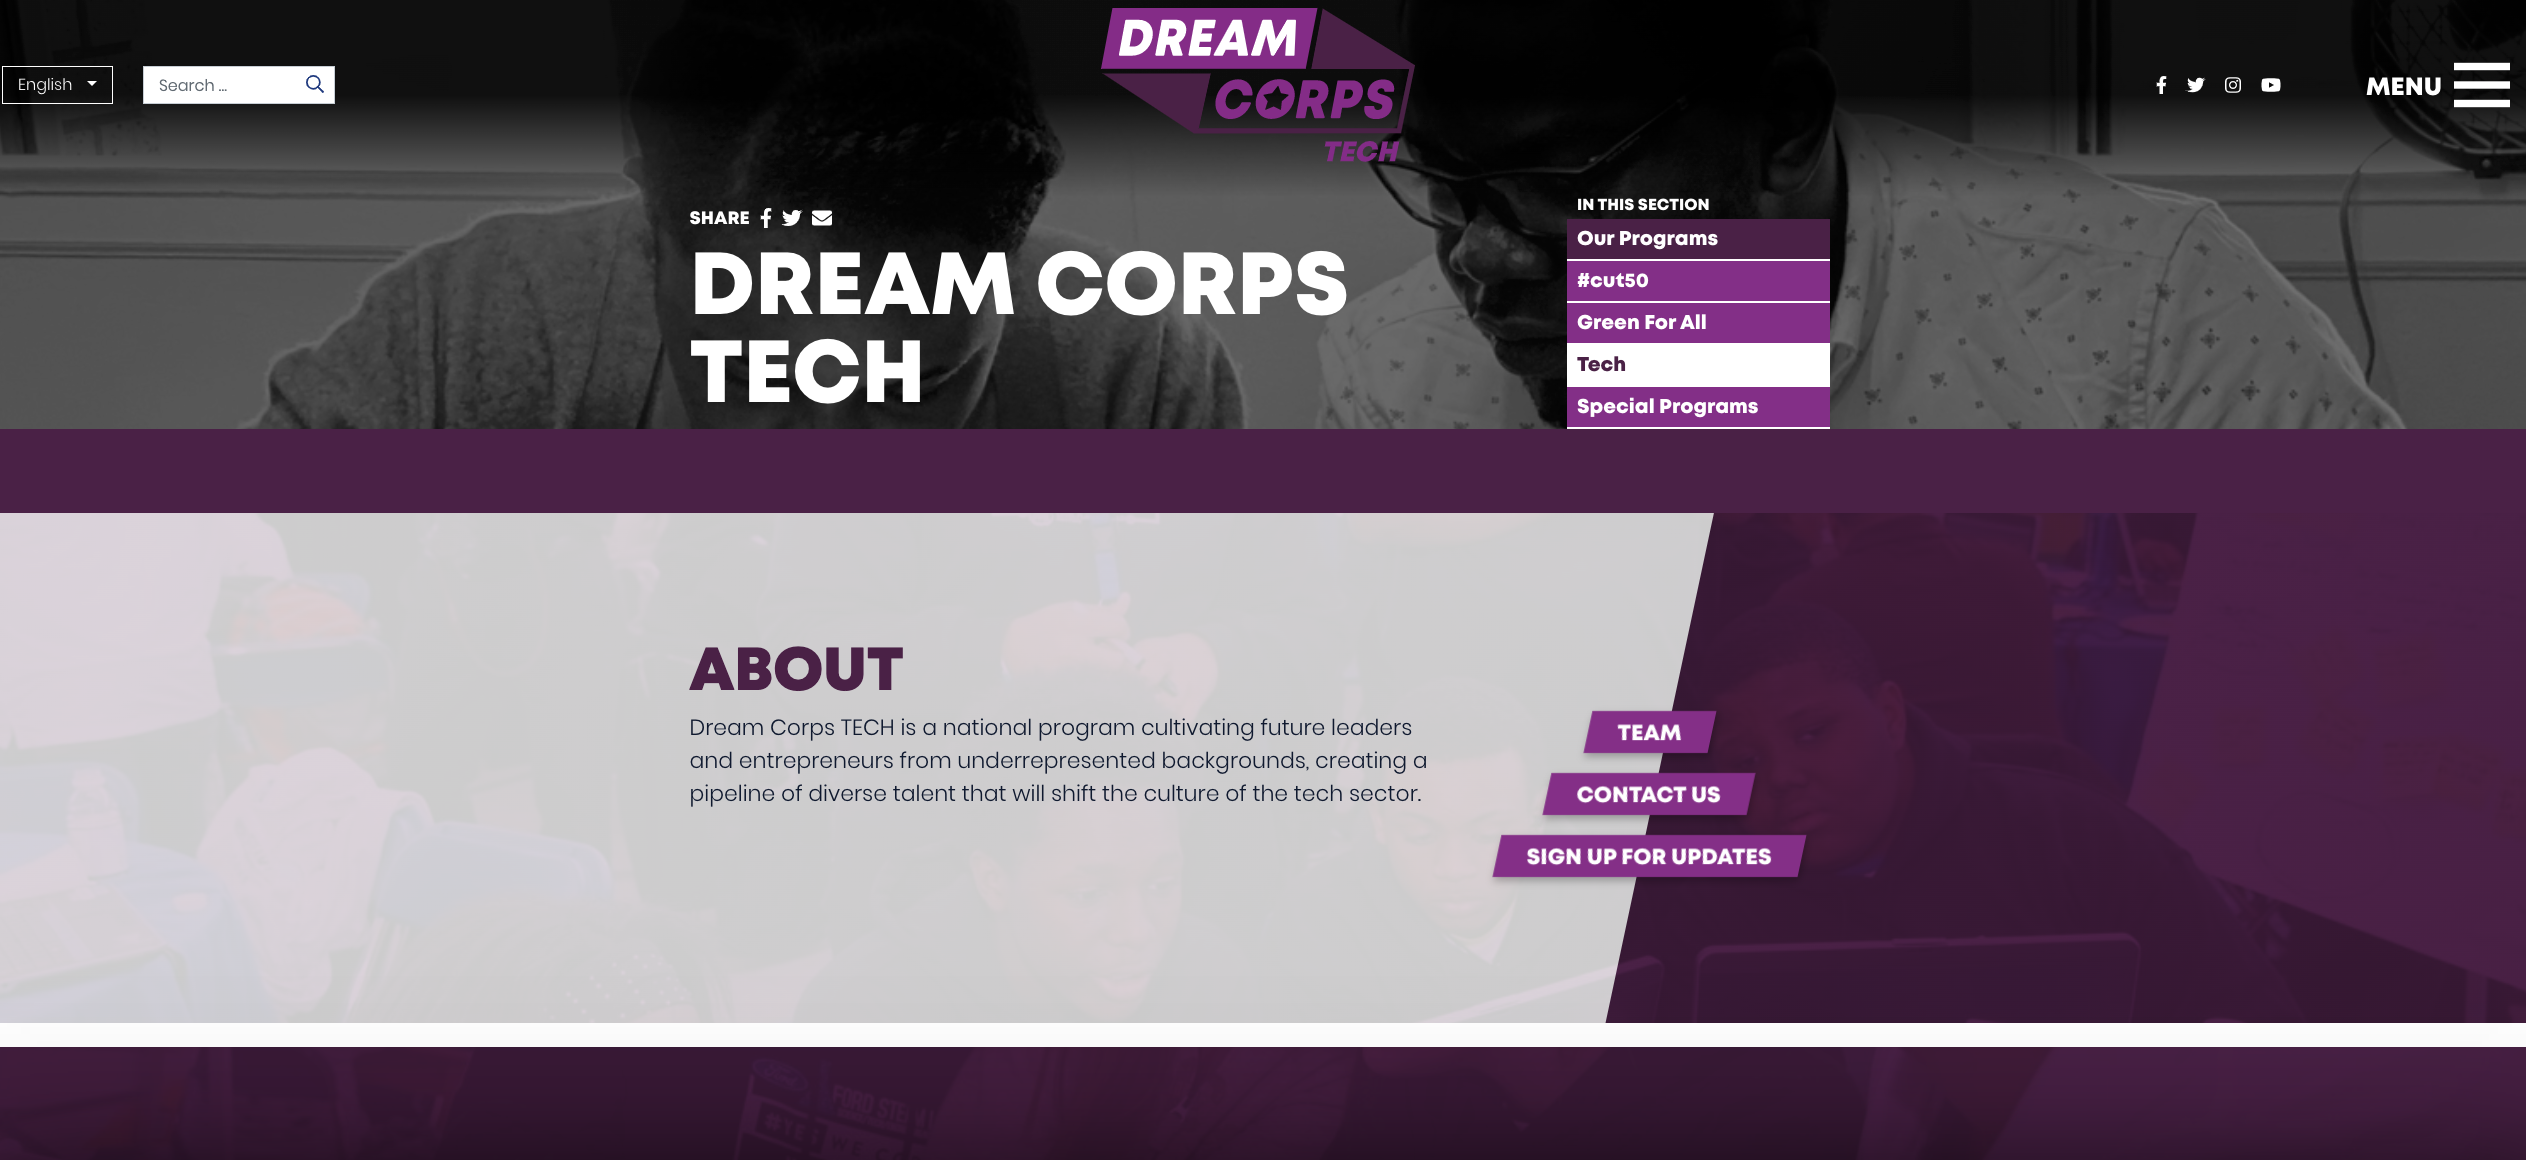 English
Search ...
DREAM
CORPS
TECH
MENU
SHARE
DREAM CORPS
TECH
IN THIS SECTION
Our Programs
#cut50
Green For All
Tech
Special Programs
ABOUT
Dream Corps TECH is a national program cultivating future leaders
and entrepreneurs from underrepresented backgrounds, creating a
pipeline of diverse talent that will shift the culture of the tech sector.
TEAM
CONTACT US
SIGN UP FOR UPDATES
Ford
FORD